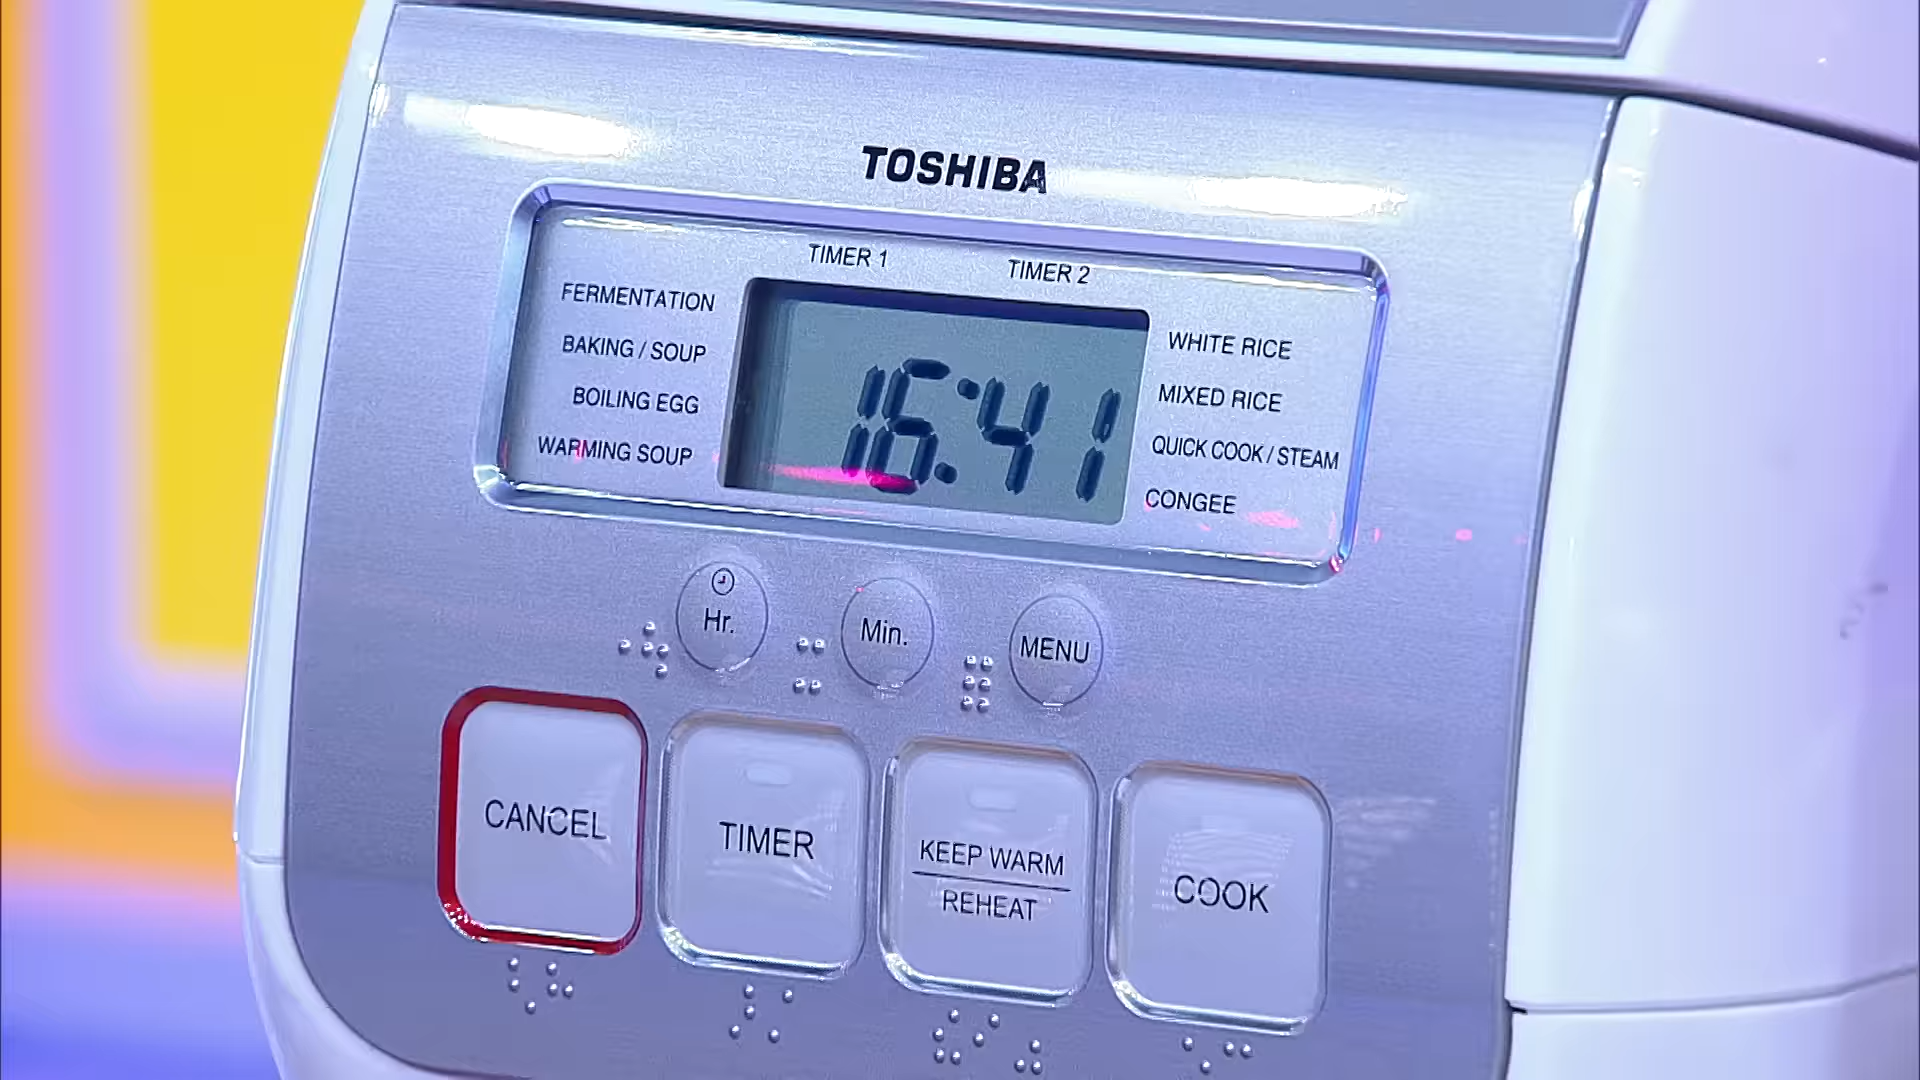 TOSHIBA
TIMER 1
TIMER 2
FERMENTATION
BAKING / SOUP
BOILING EGG
WARMING SOUP
16:41
WHITE RICE
MIXED RICE
QUICK COOK / STEAM
CONGEE
Hr.
Min.
MENU
CANCEL
TIMER
KEEP WARM
REHEAT
COOK